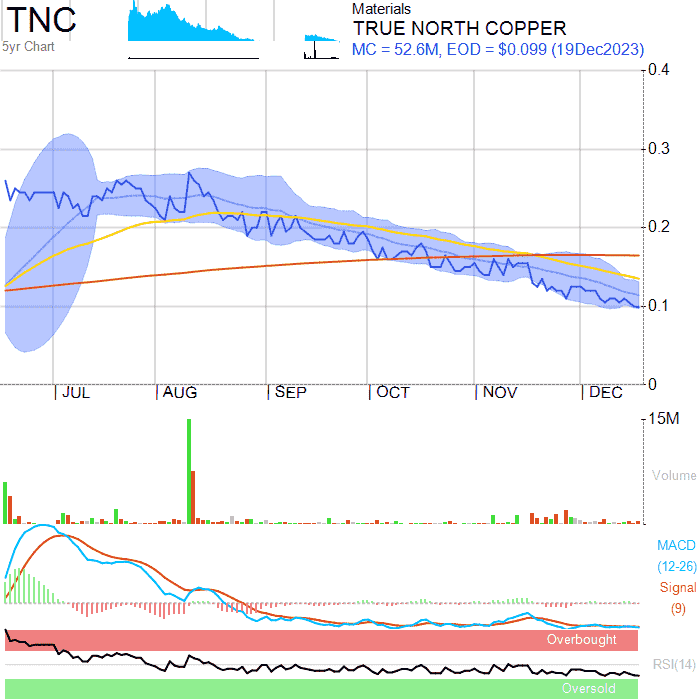 TNC
5yr Chart
Materials
TRUE NORTH COPPER
MC = 52.6M, EOD = $0.099 (19Dec2023)
0.4
0.3
0.2
0.1
0
JUL AUG SEP OCT NOV DEC
15M
Volume
MACD
(12-26)
Signal
(9)
Overbought
RSI(14)
Oversold